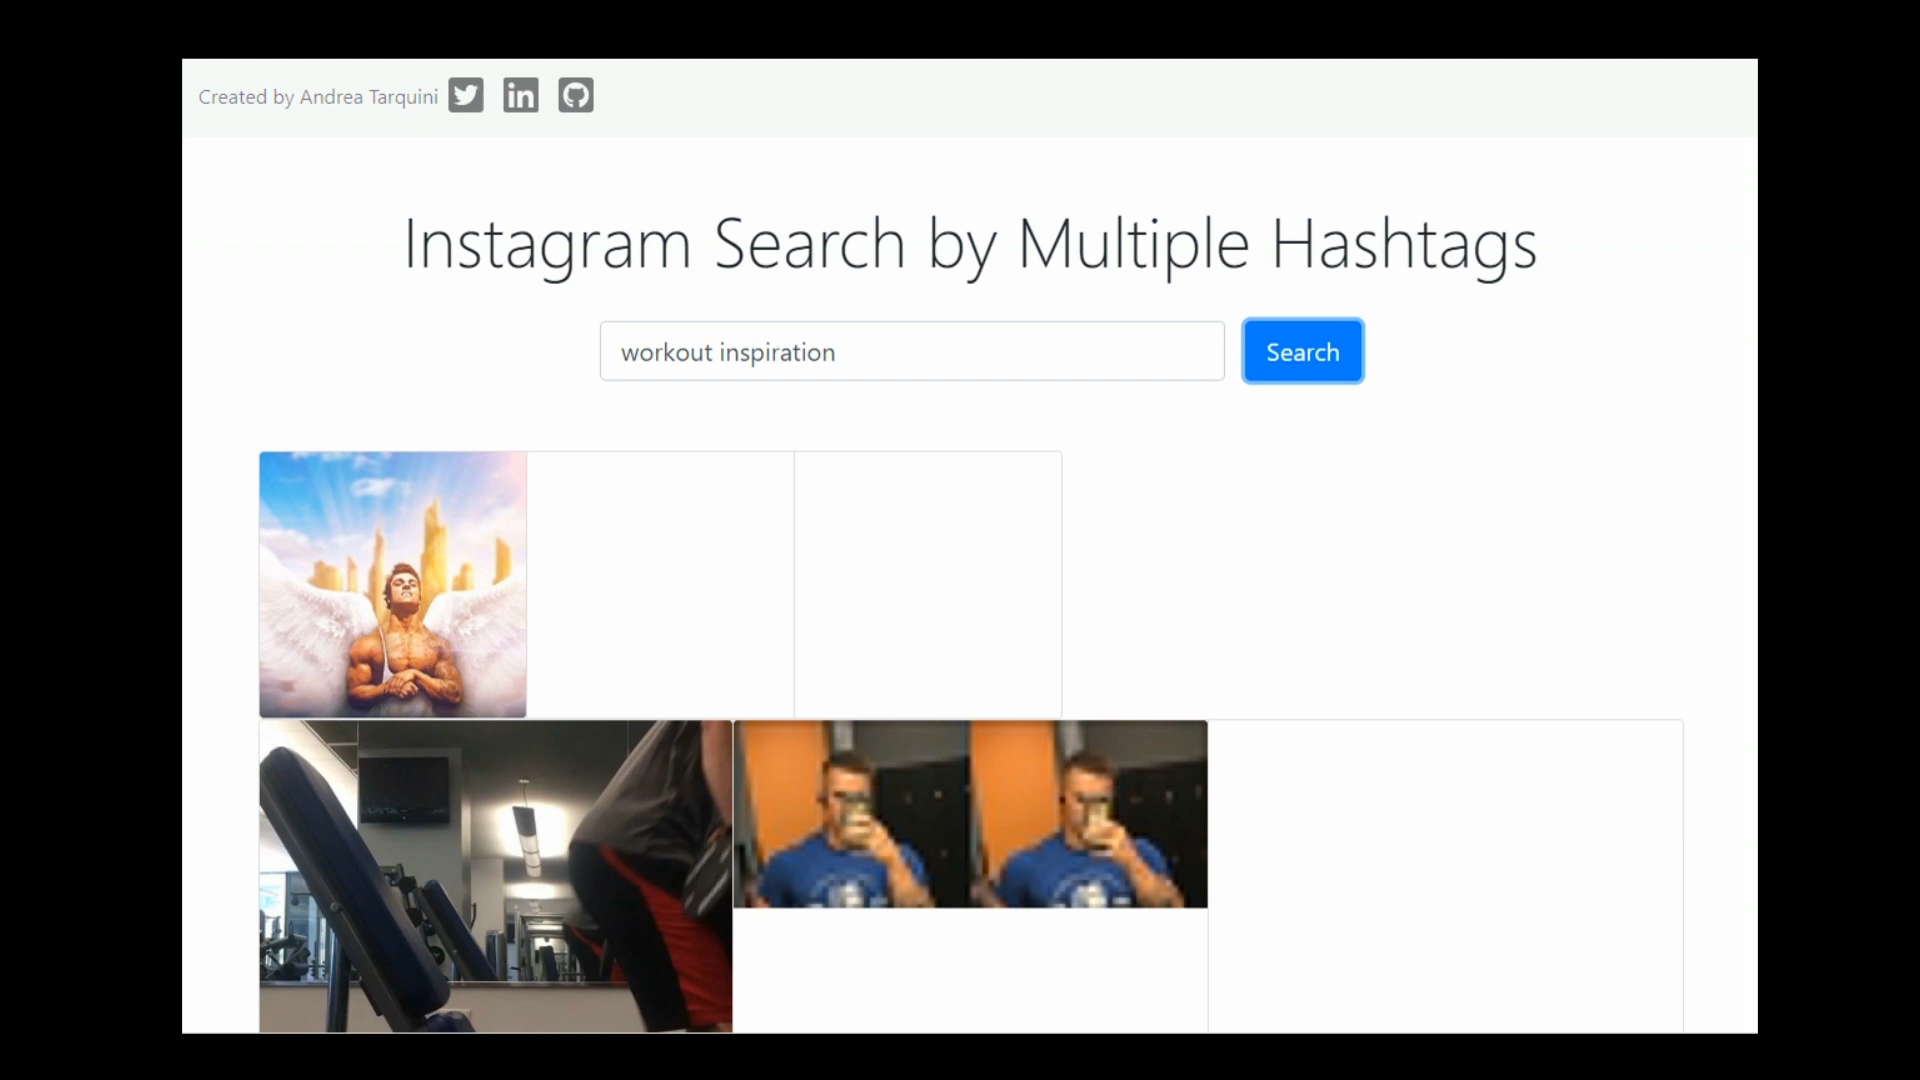 Created by Andrea Tarquini
Instagram Search by Multiple Hashtags
workout inspiration
Search